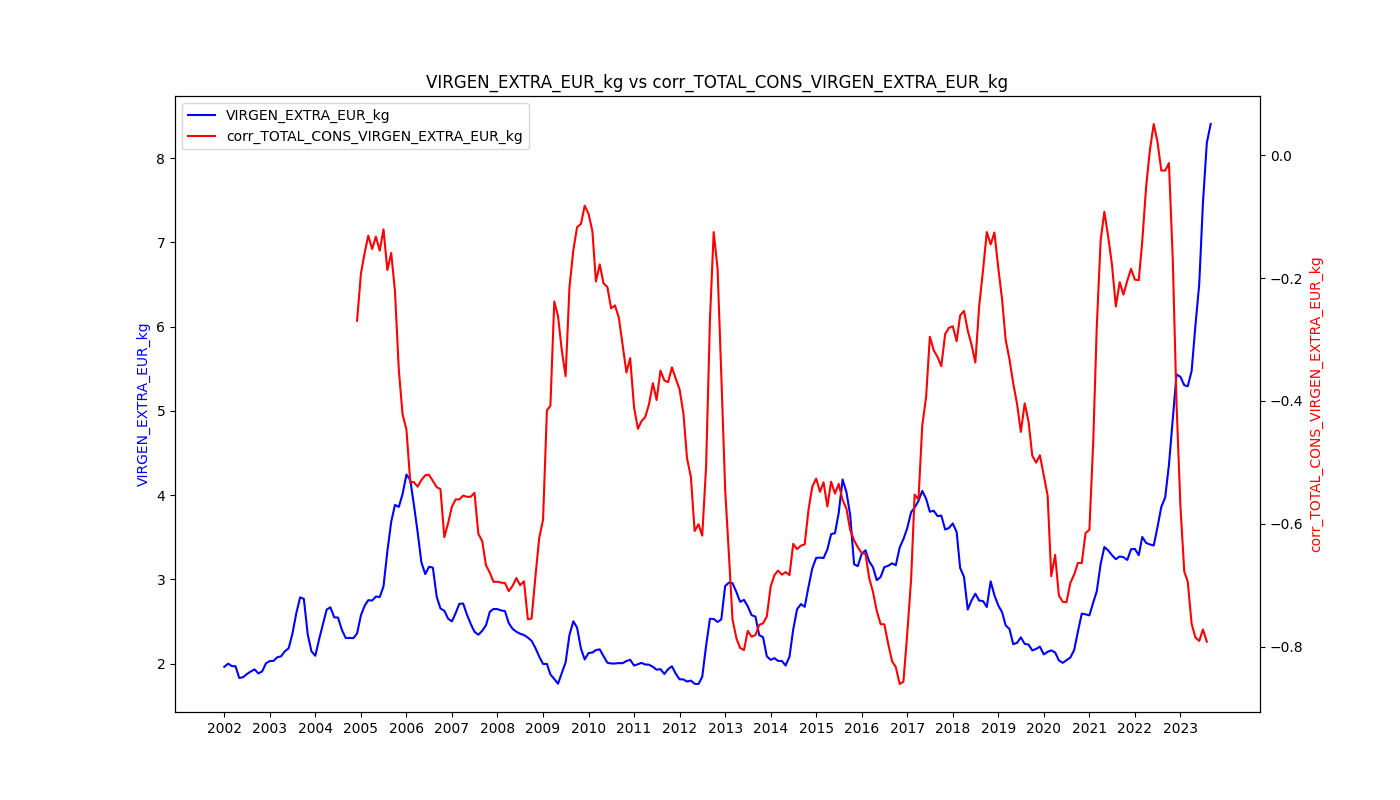 VIRGEN_EXTRA_EUR_kg vs corr_TOTAL_CONS_VIRGEN_EXTRA_EUR_kg
VIRGEN_EXTRA_EUR_kg
corr_TOTAL_CONS_VIRGEN_EXTRA_EUR_kg
VIRGEN_EXTRA_EUR_kg
8
7
6
5
4
3
2
0.0
−0.2
−0.4
−0.6
−0.8
corr_TOTAL_CONS_VIRGEN_EXTRA_EUR_kg
2002 2003 2004 2005 2006 2007 2008 2009 2010 2011 2012 2013 2014 2015 2016 2017 2018 2019 2020 2021 2022 2023